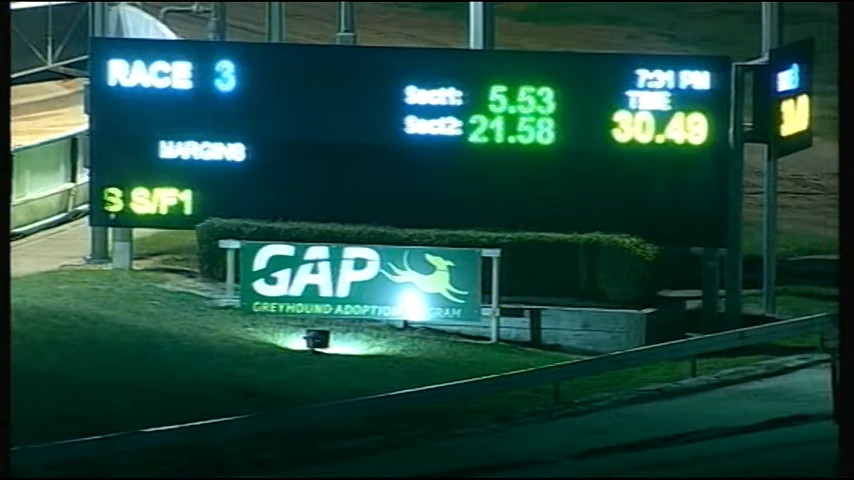 RACE 3
7:31 PM
Sect1: 5.53
TIME
Sect2: 21.58
30.49
MARGINS
S S/F1
GAP
GREYHOUND ADOPTION PROGRAM